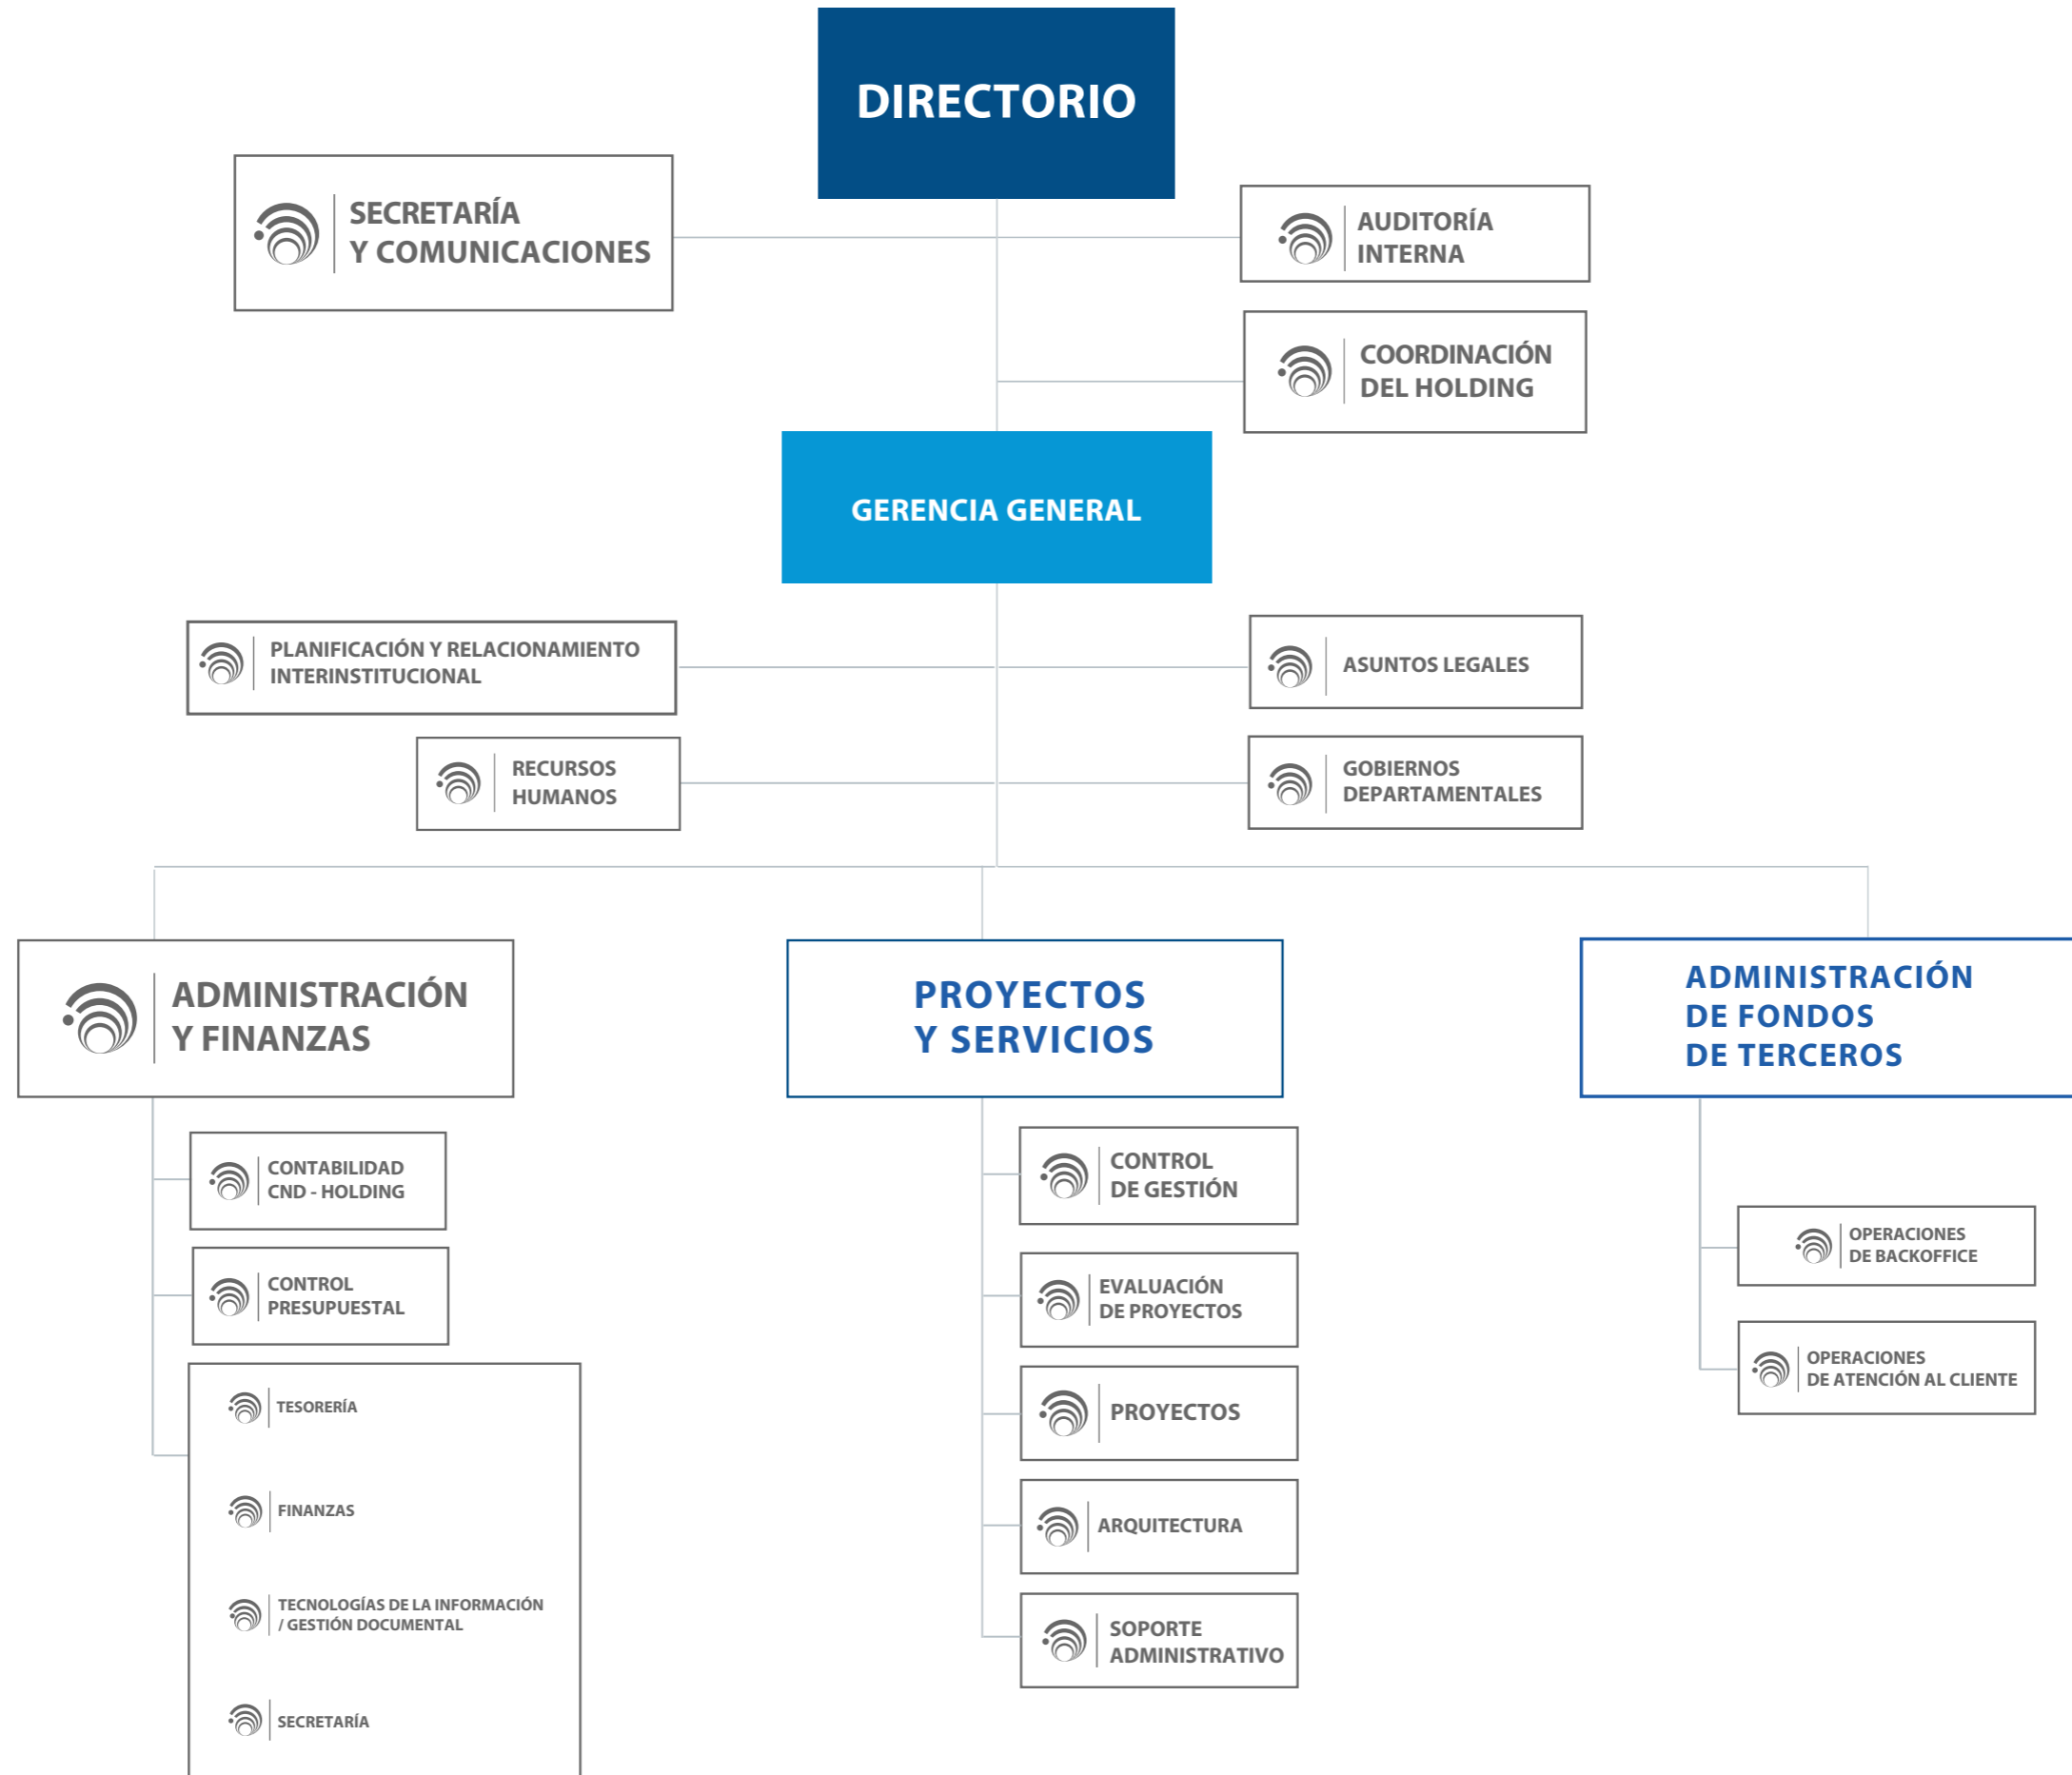 DIRECTORIO
SECRETARÍA
Y COMUNICACIONES
AUDITORÍA
INTERNA
COORDINACIÓN
DEL HOLDING
GERENCIA GENERAL
PLANIFICACIÓN Y RELACIONAMIENTO
INTERINSTITUCIONAL
ASUNTOS LEGALES
RECURSOS
HUMANOS
GOBIERNOS
DEPARTAMENTALES
ADMINISTRACIÓN
Y FINANZAS
CONTABILIDAD
CND - HOLDING
CONTROL
PRESUPUESTAL
TESORERÍA
FINANZAS
TECNOLOGÍAS DE LA INFORMACIÓN
/ GESTIÓN DOCUMENTAL
SECRETARÍA
PROYECTOS
Y SERVICIOS
CONTROL
DE GESTIÓN
EVALUACIÓN
DE PROYECTOS
PROYECTOS
ARQUITECTURA
SOPORTE
ADMINISTRATIVO
ADMINISTRACIÓN
DE FONDOS
DE TERCEROS
OPERACIONES
DE BACKOFFICE
OPERACIONES
DE ATENCIÓN AL CLIENTE